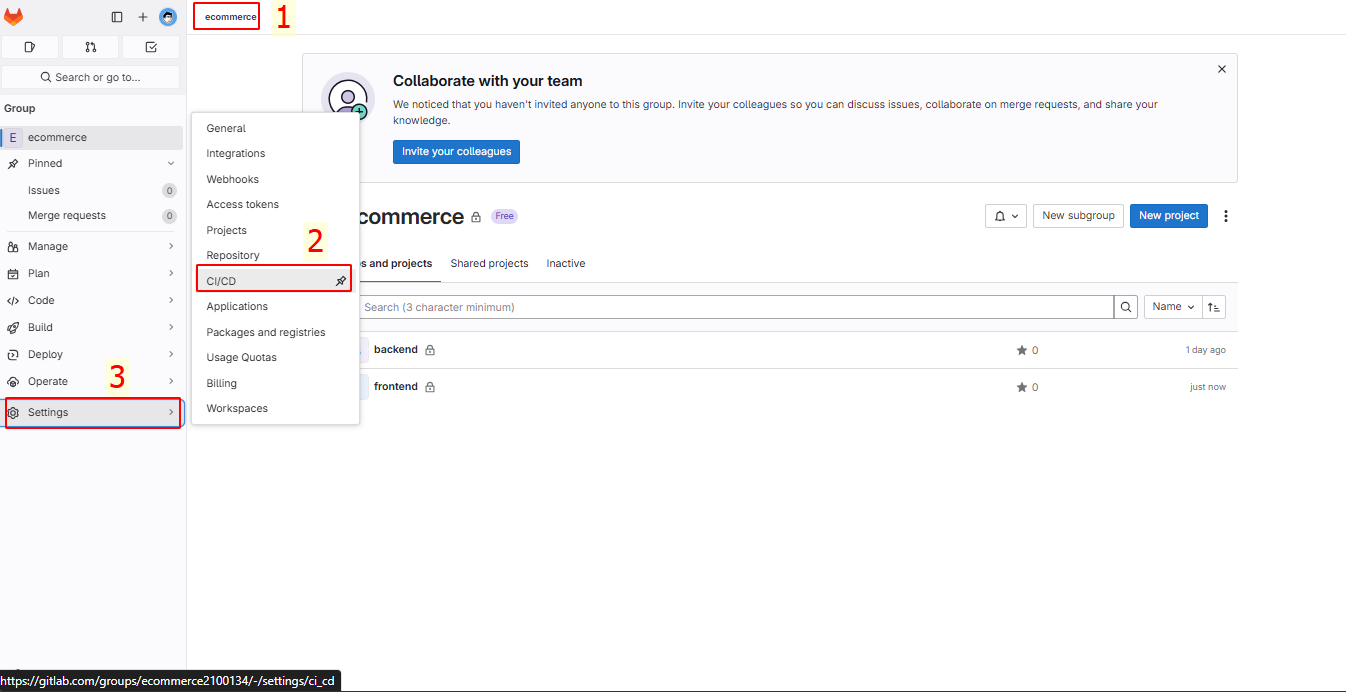 ecommerce
1
Search or go to...
Group
E ecommerce
Pinned
Issues 0
Merge requests 0
Manage
Plan
Code
Build
Deploy
Operate
3
Settings
General
Integrations
Webhooks
Access tokens
Projects
2
Repository
CI/CD
Applications
Packages and registries
Usage Quotas
Billing
Workspaces
Collaborate with your team
We noticed that you haven't invited anyone to this group. Invite your colleagues so you can discuss issues, collaborate on merge requests, and share your
knowledge.
Invite your colleagues
commerce Free
New subgroup
New project
s and projects Shared projects Inactive
Search (3 character minimum)
Name
backend 0 1 day ago
frontend 0 just now
https://gitlab.com/groups/ecommerce2100134/-/settings/ci_cd